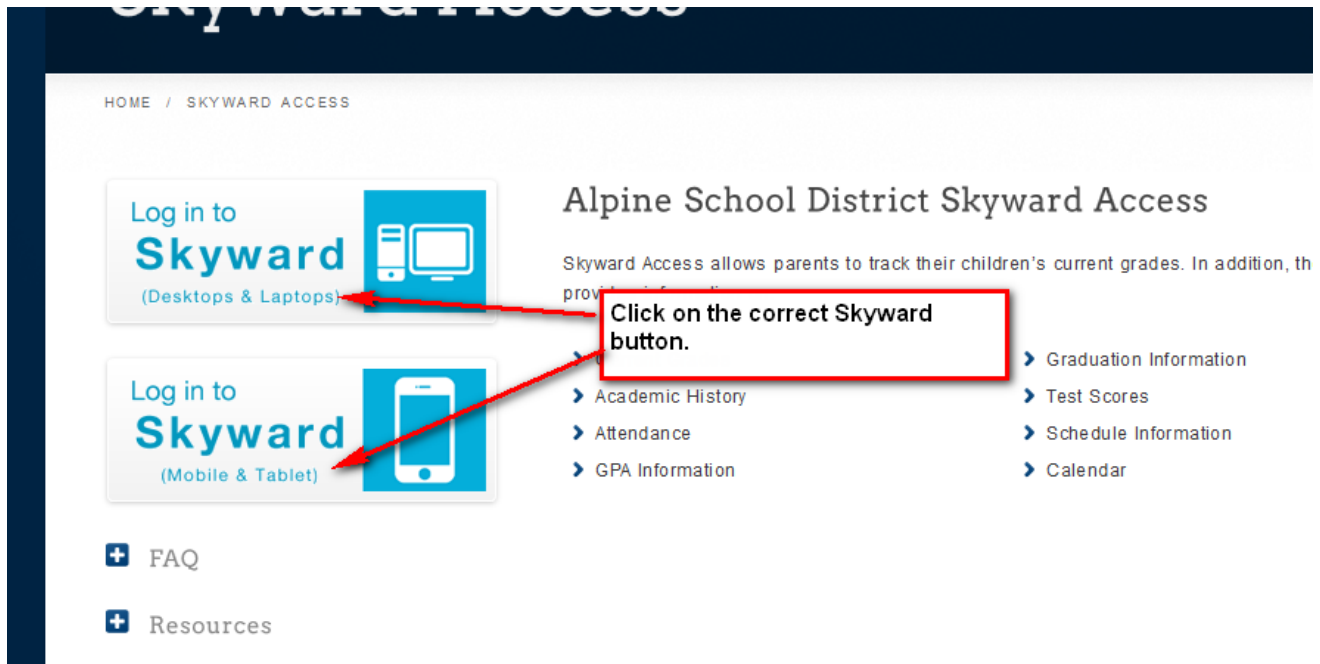 Skyward Access
HOME / SKYWARD ACCESS
Log in to
Skyward
(Desktops & Laptops)
Alpine School District Skyward Access
Skyward Access allows parents to track their children's current grades. In addition, th
Click on the correct Skyward
button.
Log in to
Skyward
(Mobile & Tablet)
Academic History
Attendance
GPA Information
Graduation Information
Test Scores
Schedule Information
Calendar
FAQ
Resources